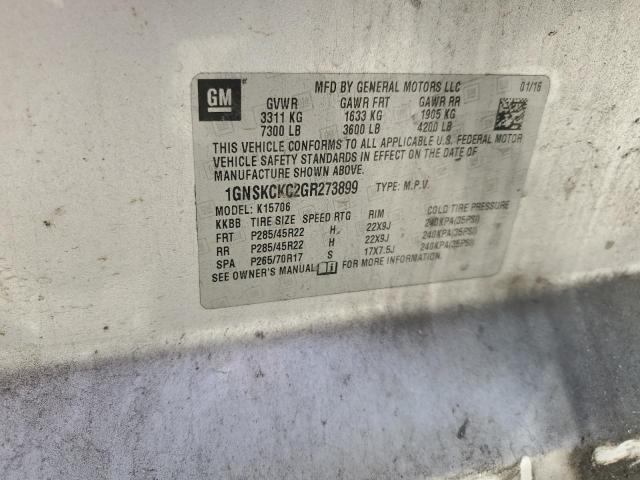 GM
MFD BY GENERAL MOTORS LLC 01/16
GVWR GAWR FRT GAWR RR
3311 KG 1633 KG 1905 KG
7300 LB 3600 LB 4200 LB
THIS VEHICLE CONFORMS TO ALL APPLICABLE U.S. FEDERAL MOTOR
VEHICLE SAFETY STANDARDS IN EFFECT ON THE DATE OF
MANUFACTURE SHOWN ABOVE.
1GNSKCKC2GR273899 TYPE: M.P.V.
MODEL: K15706
KKBB TIRE SIZE SPEED RTG RIM COLD TIRE PRESSURE
FRT P285/45R22 H 22X9J 240KPA(35PSI)
RR P285/45R22 H 22X9J 240KPA(35PSI)
SPA P265/70R17 S 17X7.5J 240KPA(35PSI)
SEE OWNER'S MANUAL FOR MORE INFORMATION.